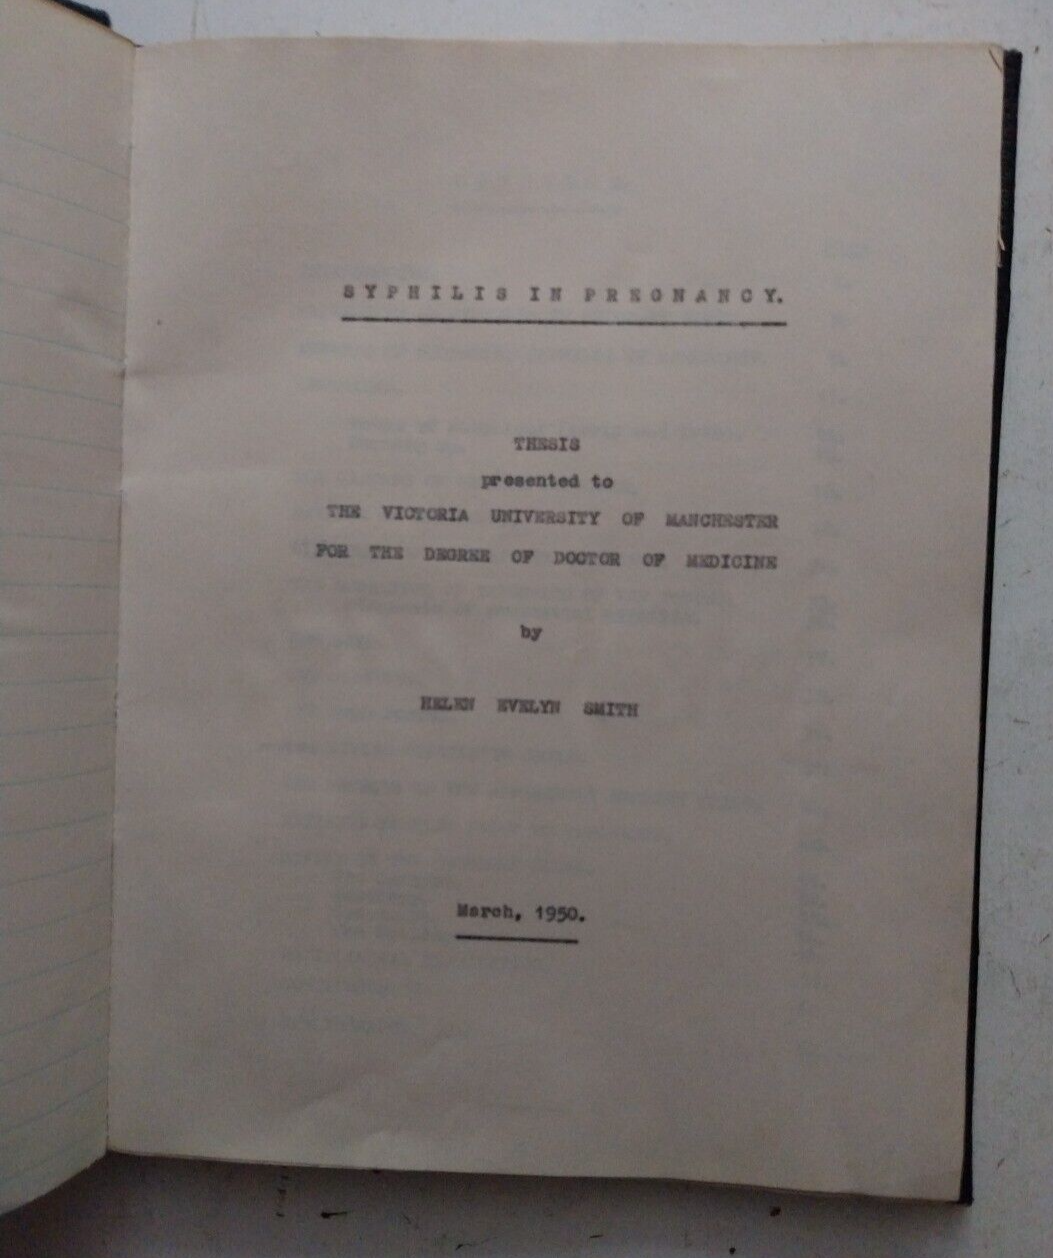 SYPHILIS IN PREGNANCY.
THESIS
presented to
THE VICTORIA UNIVERSITY OF MANCHESTER
FOR THE DEGREE OF DOCTOR OF MEDICINE
by
HELEN EVELYN SMITH
March, 1950.